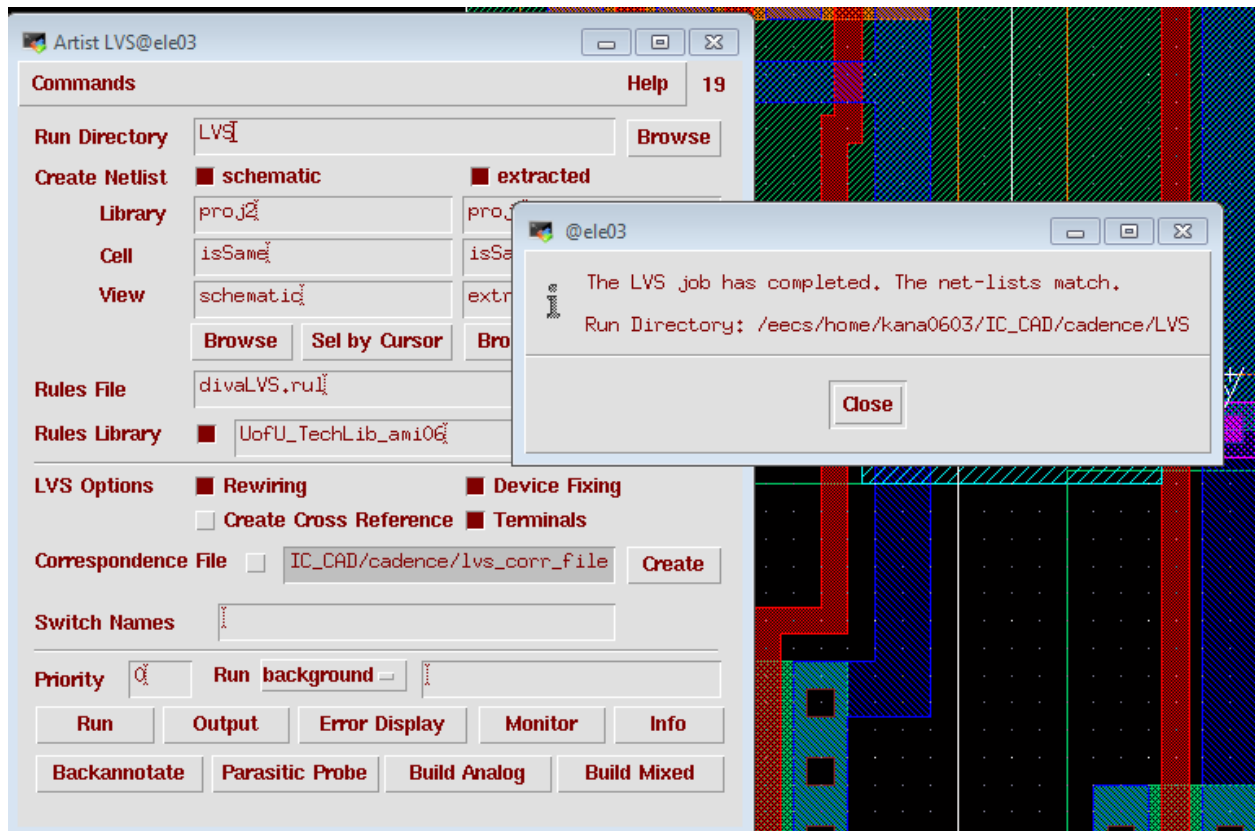 Artist LVS@ele03
Commands Help 19
Run Directory LVS Browse
Create Netlist schematic extracted
Library proj2 proj
Cell isSame isSa
View schematic extr
Browse Sel by Cursor Bro
Rules File divaLVS.rul
Rules Library UofU_TechLib_ami06
LVS Options Rewiring Device Fixing
Create Cross Reference Terminals
Correspondence File IC_CAD/cadence/lvs_corr_file Create
Switch Names
Priority 0 Run background
Run Output Error Display Monitor Info
Backannotate Parasitic Probe Build Analog Build Mixed
@ele03
The LVS job has completed. The net-lists match.
Run Directory: /eecs/home/kana0603/IC_CAD/cadence/LVS
Close